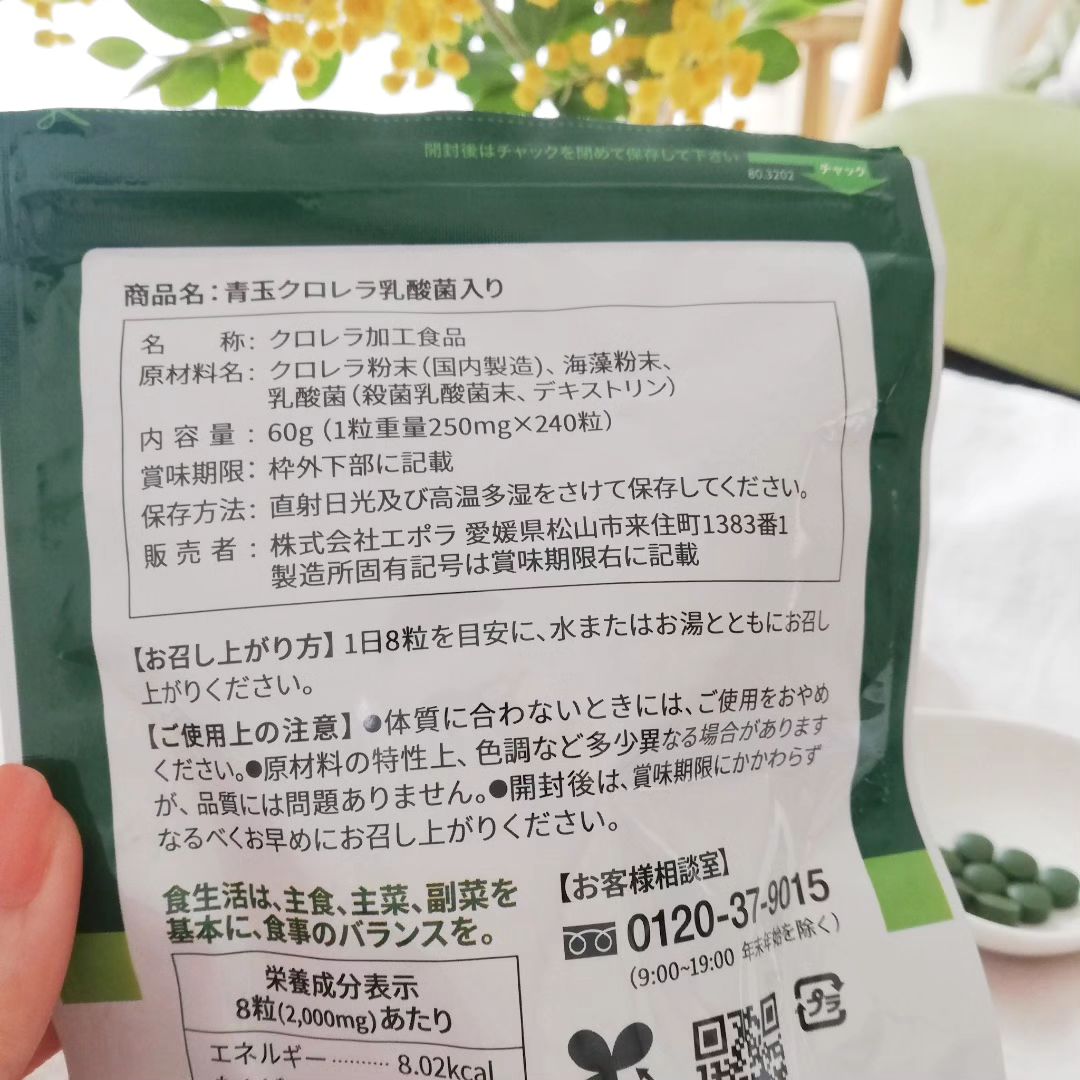 開封後はチャックを閉めて保存して下さい
80.3202
チャック
商品名：青玉クロレラ乳酸菌入り
名称：クロレラ加工食品
原材料名：クロレラ粉末（国内製造）、海藻粉末、
乳酸菌（殺菌乳酸菌末、デキストリン）
内容量：60g（1粒重量250mg×240粒）
賞味期限：枠外下部に記載
保存方法：直射日光及び高温多湿をさけて保存してください。
販売者：株式会社エポラ 愛媛県松山市来住町1383番1
製造所固有記号は賞味期限右に記載
【お召し上がり方】1日8粒を目安に、水またはお湯とともにお召し
上がりください。
【ご使用上の注意】●体質に合わないときには、ご使用をおやめ
ください。●原材料の特性上、色調など多少異なる場合があります
が、品質には問題ありません。●開封後は、賞味期限にかかわらず
なるべくお早めにお召し上がりください。
食生活は、主食、主菜、副菜を
基本に、食事のバランスを。
【お客様相談室】
0120-37-9015
（9:00~19:00 年末年始を除く）
栄養成分表示
8粒(2,000mg)あたり
エネルギー………… 8.02kcal
プラ